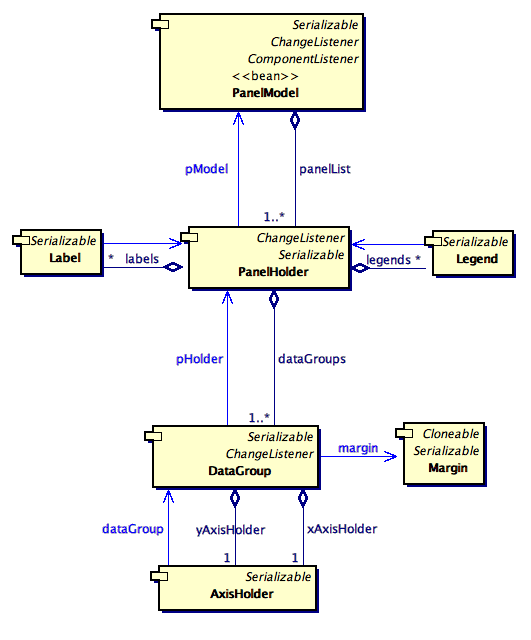 Serializable
ChangeListener
ComponentListener
<<bean>>
PanelModel
pModel
panelList
1..*
Serializable
Label
* labels
ChangeListener
Serializable
PanelHolder
legends *
Serializable
Legend
pHolder
dataGroups
1..*
Serializable
ChangeListener
DataGroup
margin
Cloneable
Serializable
Margin
dataGroup
yAxisHolder
xAxisHolder
1
1
Serializable
AxisHolder